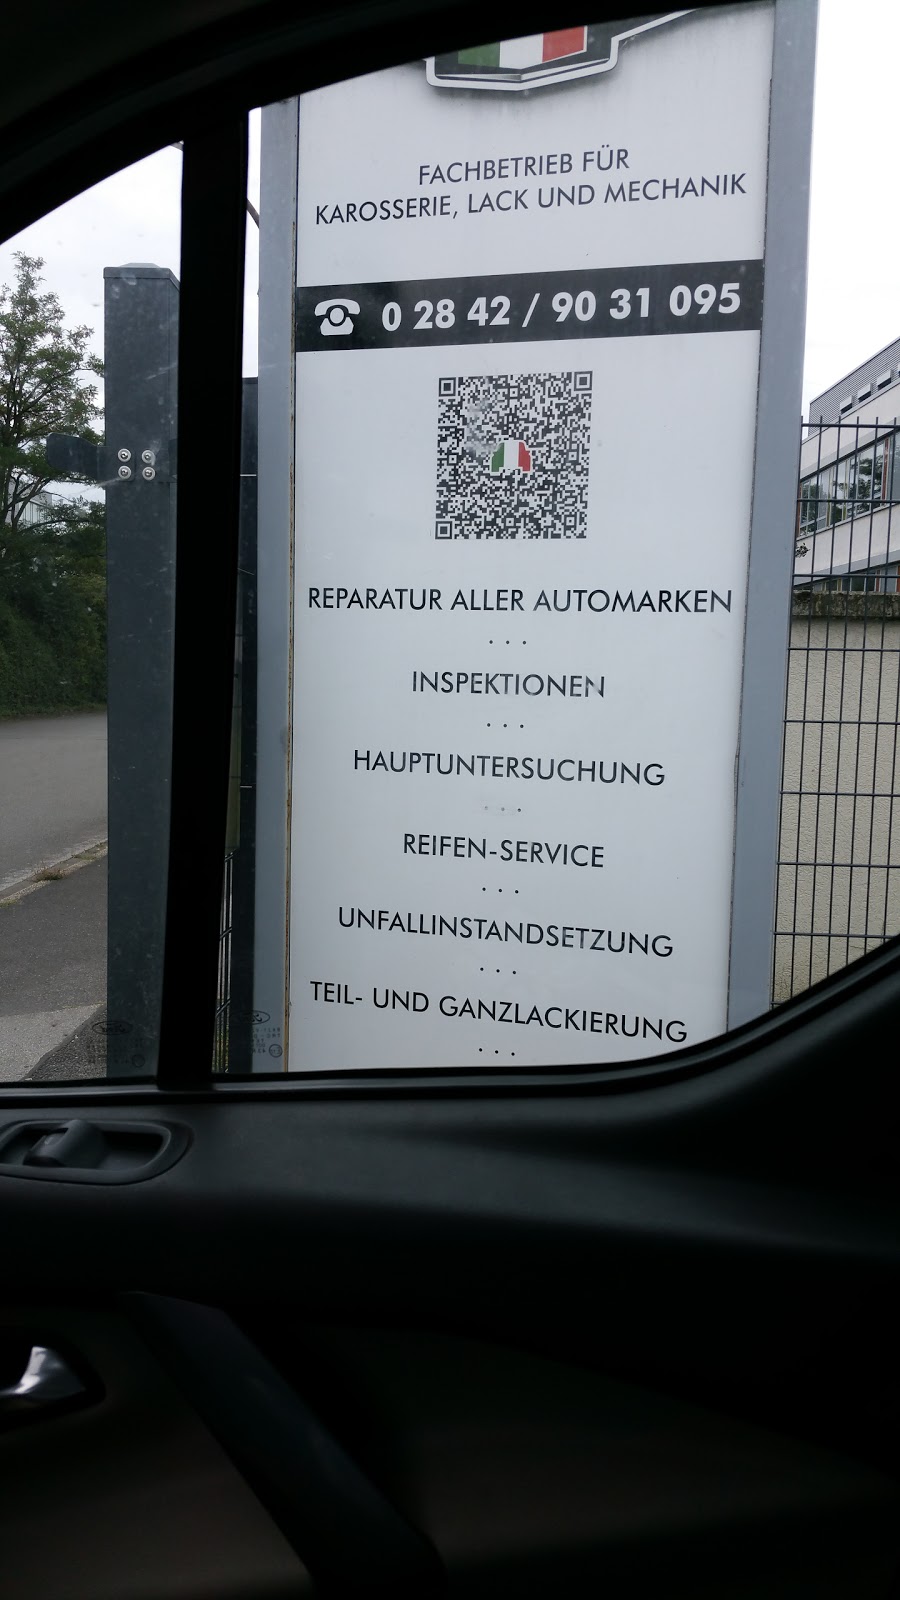 FACHBETRIEB FÜR
KAROSSERIE, LACK UND MECHANIK
0 28 42 / 90 31 095
REPARATUR ALLER AUTOMARKEN
...
INSPEKTIONEN
...
HAUPTUNTERSUCHUNG
...
REIFEN-SERVICE
...
UNFALLINSTANDSETZUNG
...
TEIL- UND GANZLACKIERUNG
...